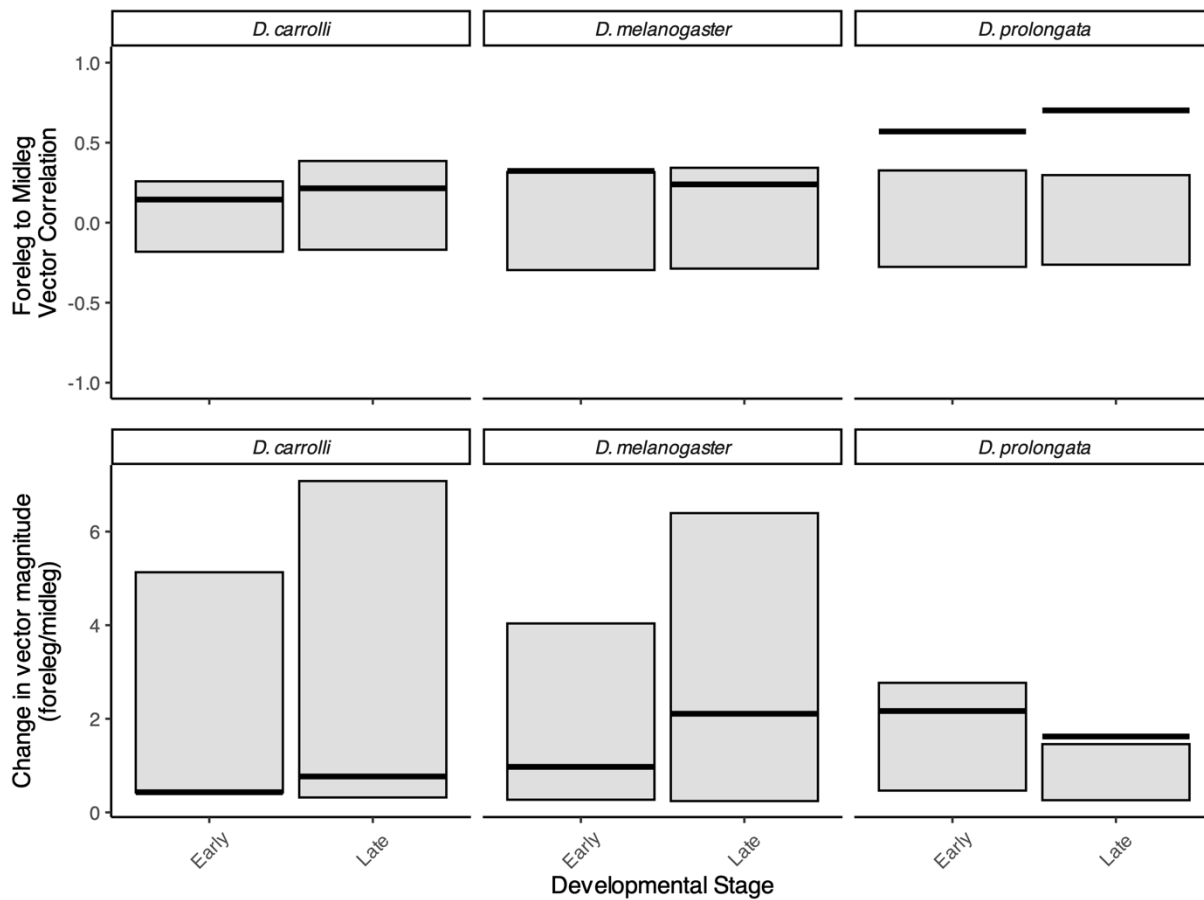 D. carrolli
D. melanogaster
D. prolongata
Foreleg to Midleg
Vector Correlation
1.0
0.5
0.0
-0.5
-1.0
D. carrolli
D. melanogaster
D. prolongata
Change in vector magnitude
(foreleg/midleg)
6
4
2
0
Early
Late
Early
Late
Early
Late
Developmental Stage